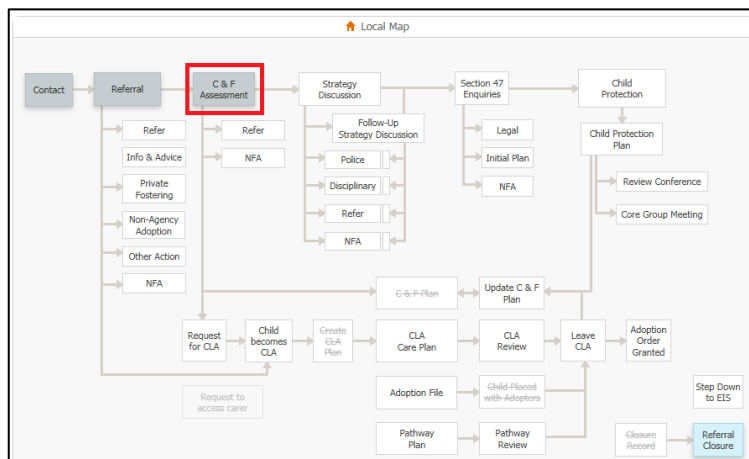 Local Map
Contact
Referral
C & F
Assessment
Strategy
Discussion
Section 47
Enquiries
Child
Protection
Refer
Info & Advice
Private
Fostering
Non-Agency
Adoption
Other Action
NFA
Refer
NFA
Follow-Up
Strategy Discussion
Police
Disciplinary
Refer
NFA
Legal
Initial Plan
NFA
Child Protection
Plan
Review Conference
Core Group Meeting
C & F Plan
Update C & F
Plan
Request
for CLA
Child
becomes
CLA
Create
CLA
Plan
CLA
Care Plan
CLA
Review
Leave
CLA
Adoption
Order
Granted
Request to
access carer
Adoption File
Child Placed
with Adopters
Step Down
to EIS
Pathway
Plan
Pathway
Review
Closure
Record
Referral
Closure